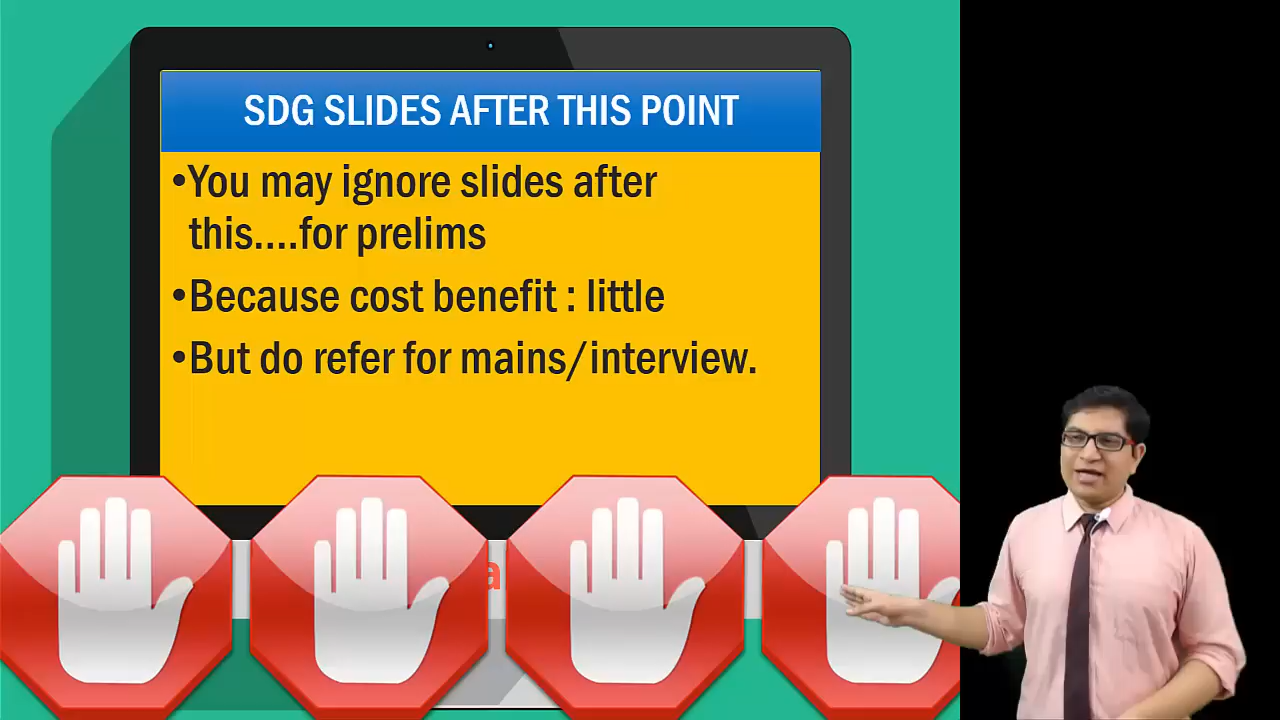 SDG SLIDES AFTER THIS POINT
•You may ignore slides after
this....for prelims
•Because cost benefit : little
•But do refer for mains/interview.